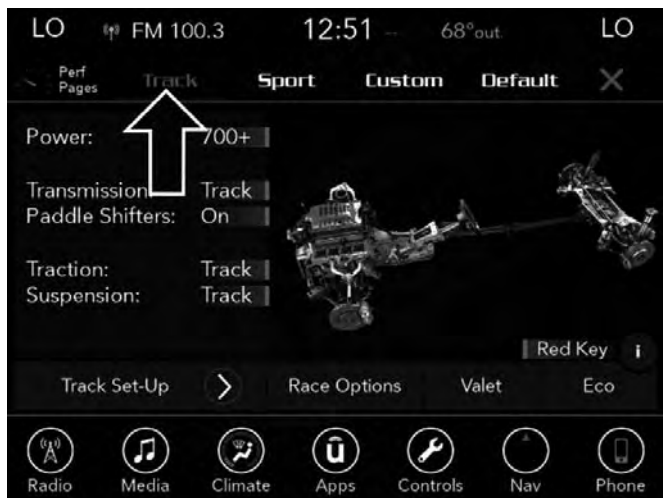 LO FM 100.3 12:51 -- 68° out LO
Perf Pages Track Sport Custom Default X
Power: 700+
Transmission: Track
Paddle Shifters: On
Traction: Track
Suspension: Track
Red Key i
Track Set-Up > Race Options Valet Eco
Radio Media Climate Apps Controls Nav Phone